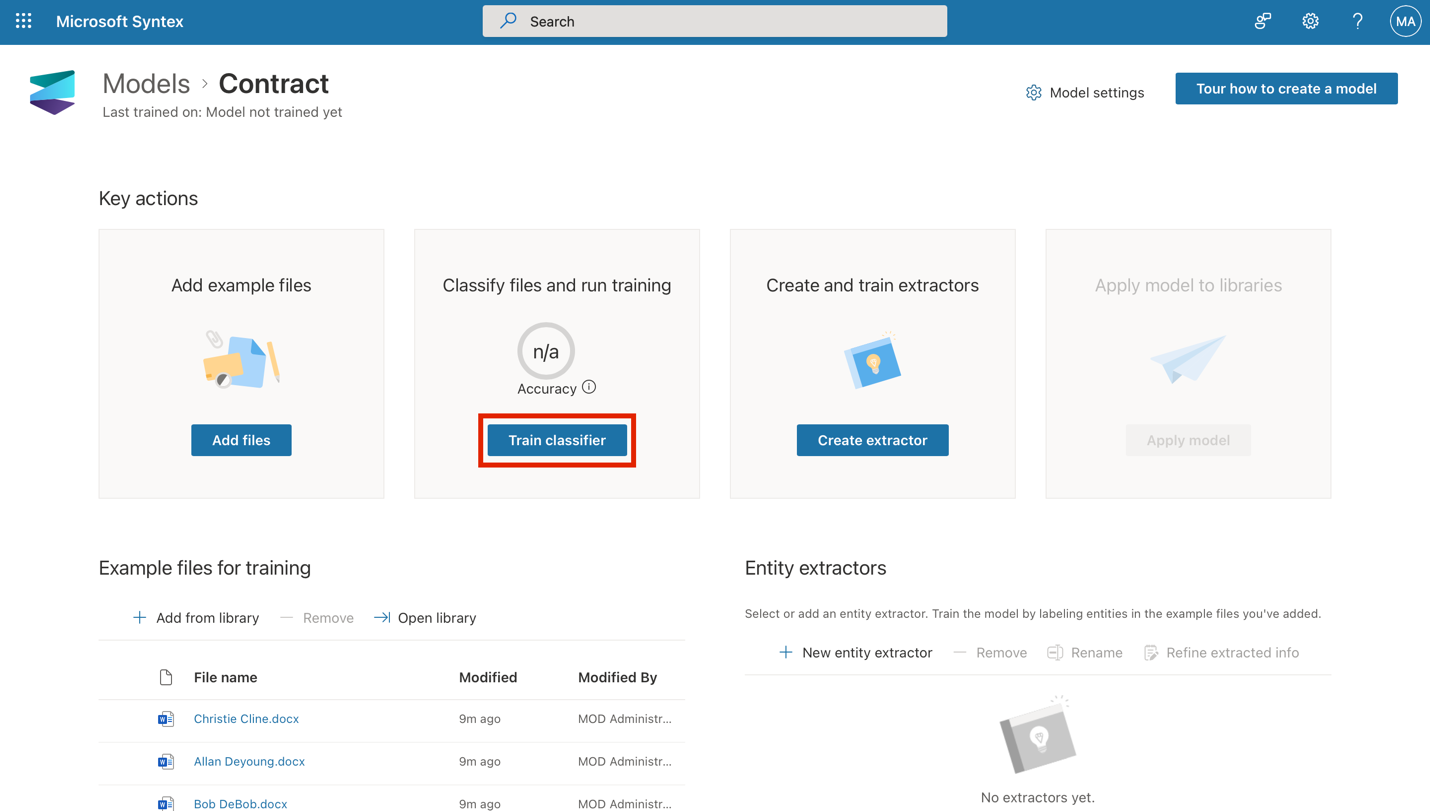 Microsoft Syntex
Search
MA
Models > Contract
Last trained on: Model not trained yet
Model settings
Tour how to create a model
Key actions
Add example files
Add files
Classify files and run training
n/a
Accuracy
Train classifier
Create and train extractors
Create extractor
Apply model to libraries
Apply model
Example files for training
Add from library
Remove
Open library
File name Modified Modified By
Christie Cline.docx 9m ago MOD Administr...
Allan Deyoung.docx 9m ago MOD Administr...
Bob DeBob.docx 9m ago MOD Administr...
Entity extractors
Select or add an entity extractor. Train the model by labeling entities in the example files you've added.
New entity extractor
Remove
Rename
Refine extracted info
No extractors yet.